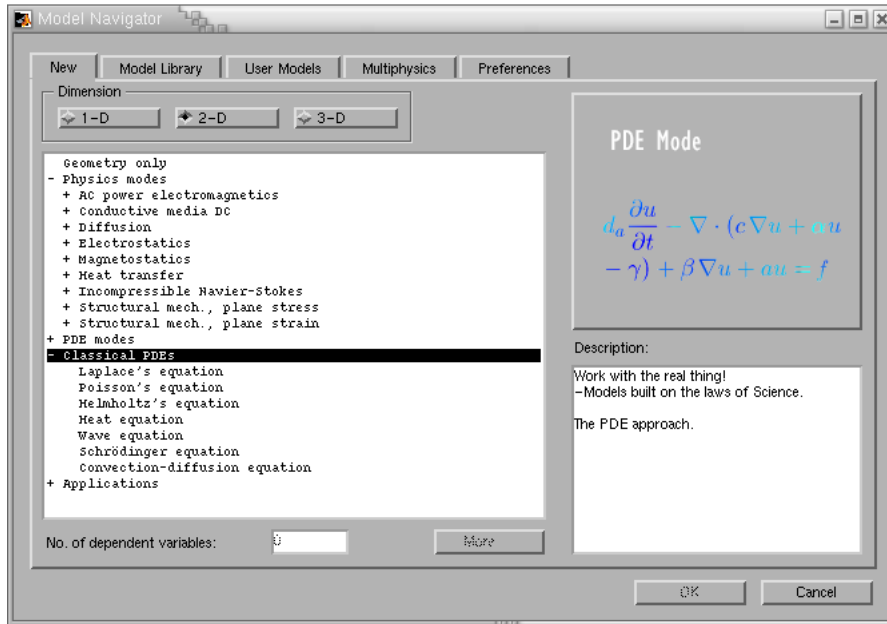 Model Navigator
New Model Library User Models Multiphysics Preferences
Dimension
1-D 2-D 3-D
Geometry only
- Physics modes
+ AC power electromagnetics
+ Conductive media DC
+ Diffusion
+ Electrostatics
+ Magnetostatics
+ Heat transfer
+ Incompressible Navier-Stokes
+ Structural mech., plane stress
+ Structural mech., plane strain
+ PDE modes
- Classical PDEs
Laplace's equation
Poisson's equation
Helmholtz's equation
Heat equation
Wave equation
Schrödinger equation
Convection-diffusion equation
+ Applications
No. of dependent variables: 0 More
PDE Mode
d_a ∂u/∂t − ∇ · (c∇u + αu
− γ) + β∇u + au = f
Description:
Work with the real thing!
-Models built on the laws of Science.
The PDE approach.
OK Cancel